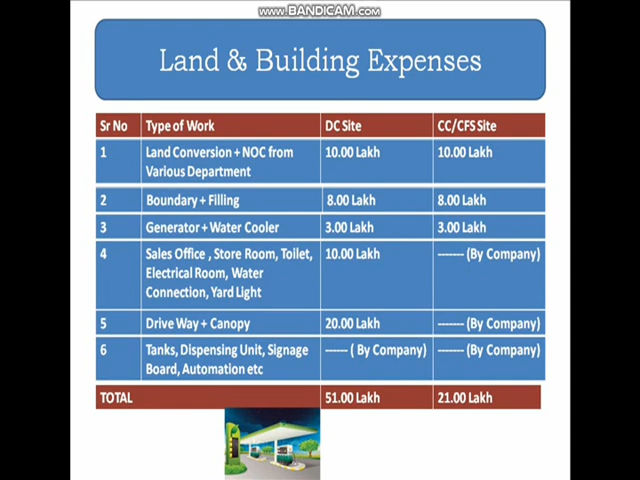 www.BANDICAM.com
Land & Building Expenses
Sr No Type of Work DC Site CC/CFS Site
1 Land Conversion + NOC from 10.00 Lakh 10.00 Lakh
Various Department
2 Boundary + Filling 8.00 Lakh 8.00 Lakh
3 Generator + Water Cooler 3.00 Lakh 3.00 Lakh
4 Sales Office , Store Room, Toilet, 10.00 Lakh ------- (By Company)
Electrical Room, Water
Connection, Yard Light
5 Drive Way + Canopy 20.00 Lakh ------- (By Company)
6 Tanks, Dispensing Unit, Signage ------ ( By Company) ------- (By Company)
Board, Automation etc
TOTAL 51.00 Lakh 21.00 Lakh